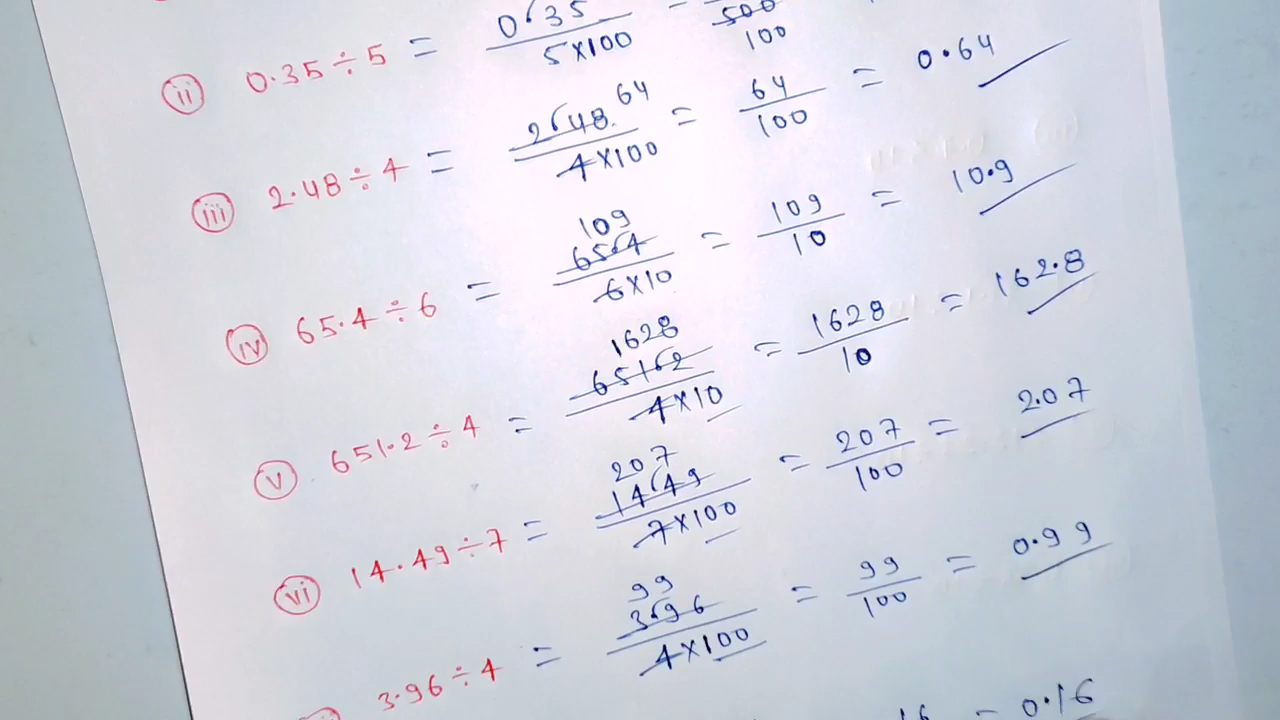 (ii) 0.35 ÷ 5 = 0.35 / 5×100 = / 500 100
(iii) 2.48 ÷ 4 = 2.48 64 / 4×100 = 64/100 = 0.64
(iv) 65.4 ÷ 6 = 109 65.4 / 6×10 = 109/10 = 10.9
(v) 651.2 ÷ 4 = 1628 651.2 / 4×10 = 1628/10 = 162.8
(vi) 14.49 ÷ 7 = 207 14.49 / 7×100 = 207/100 = 2.07
3.96 ÷ 4 = 99 3.96 / 4×100 = 99/100 = 0.99
16 = 0.16